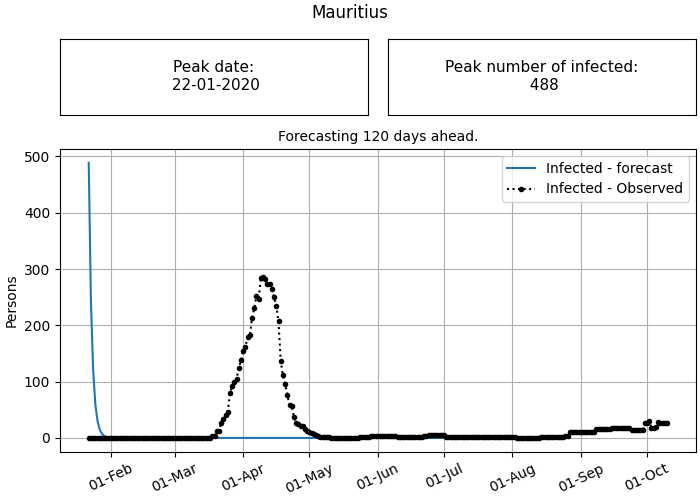 Mauritius
Peak date:
22-01-2020
Peak number of infected:
488
Forecasting 120 days ahead.
Infected - forecast
Infected - Observed
Persons
500
400
300
200
100
0
01-Feb
01-Mar
01-Apr
01-May
01-Jun
01-Jul
01-Aug
01-Sep
01-Oct